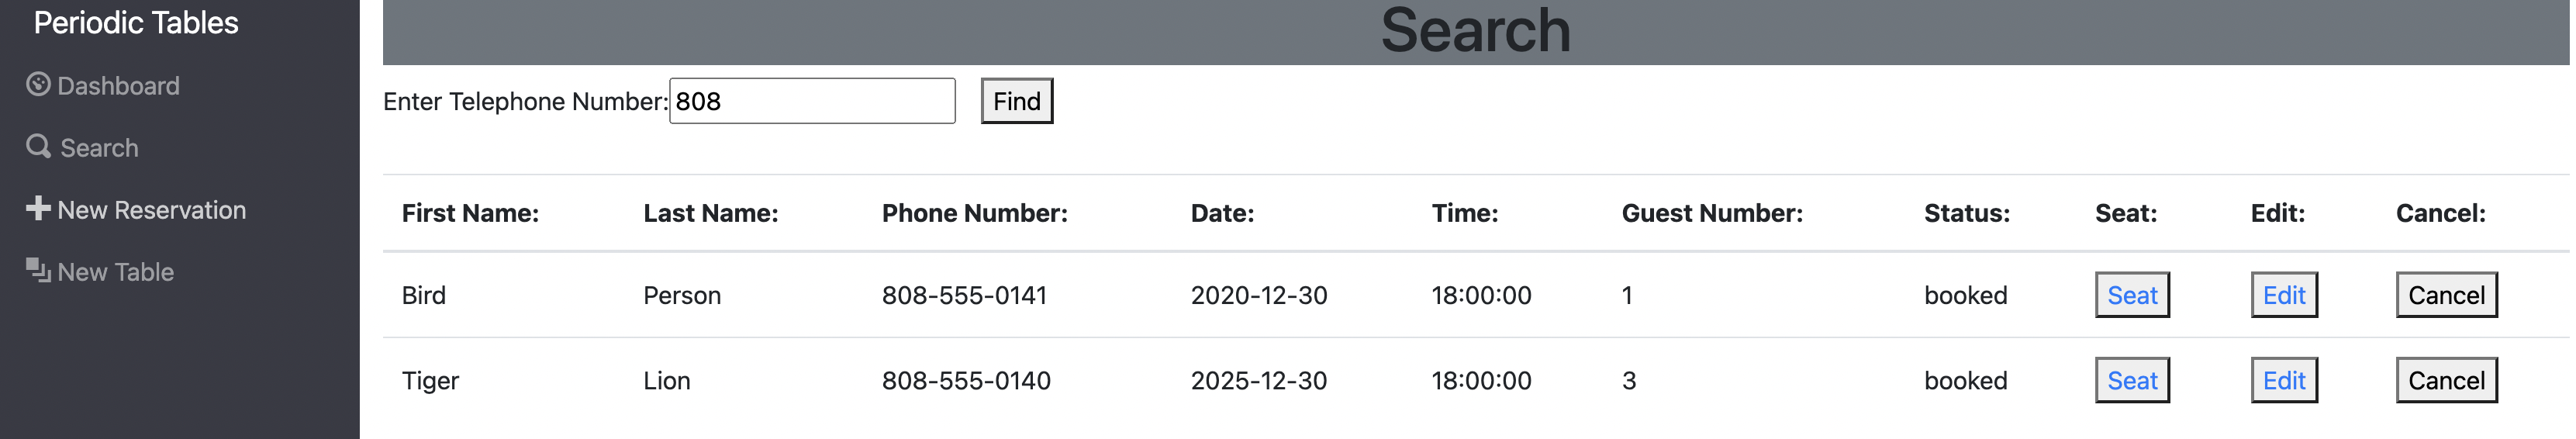 Periodic Tables
Dashboard
Search
New Reservation
New Table
Search
Enter Telephone Number: 808 Find
First Name: Last Name: Phone Number: Date: Time: Guest Number: Status: Seat: Edit: Cancel:
Bird Person 808-555-0141 2020-12-30 18:00:00 1 booked Seat Edit Cancel
Tiger Lion 808-555-0140 2025-12-30 18:00:00 3 booked Seat Edit Cancel